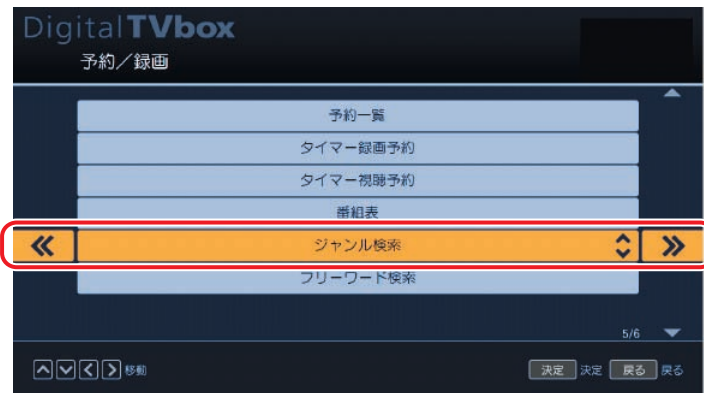 Digital TVbox
予約／録画
予約一覧
タイマー録画予約
タイマー視聴予約
番組表
ジャンル検索
フリーワード検索
5/6
移動 決定 決定 戻る 戻る